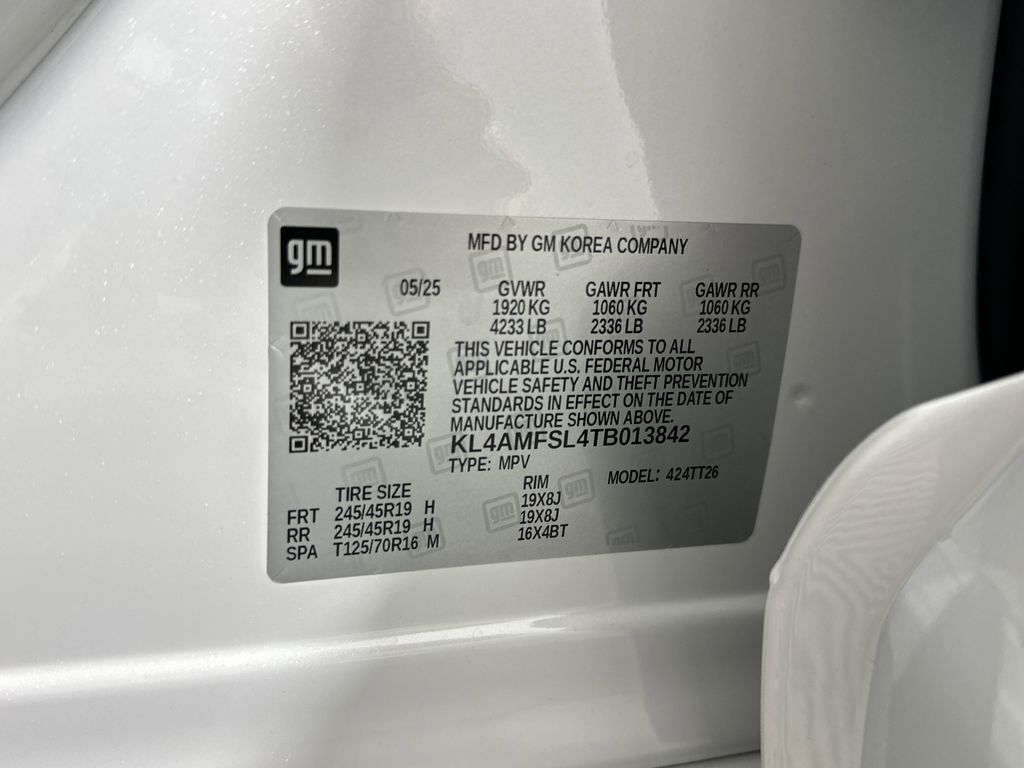 gm
MFD BY GM KOREA COMPANY
05/25 GVWR GAWR FRT GAWR RR
1920 KG 1060 KG 1060 KG
4233 LB 2336 LB 2336 LB
THIS VEHICLE CONFORMS TO ALL
APPLICABLE U.S. FEDERAL MOTOR
VEHICLE SAFETY AND THEFT PREVENTION
STANDARDS IN EFFECT ON THE DATE OF
MANUFACTURE SHOWN ABOVE.
KL4AMFSL4TB013842
TYPE: MPV
TIRE SIZE RIM MODEL: 424TT26
FRT 245/45R19 H 19X8J
RR 245/45R19 H 19X8J
SPA T125/70R16 M 16X4BT